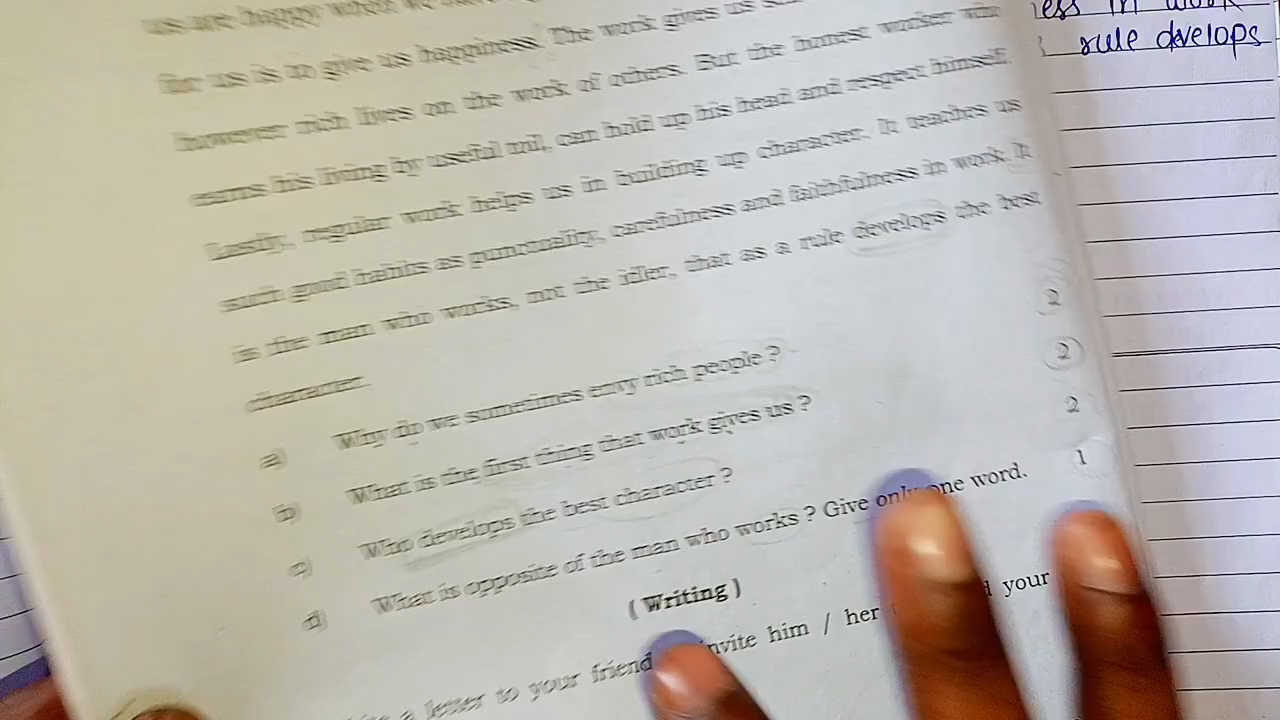 us are happy when we have
for us is to give us happiness. The work gives us
however rich lives on the work of others. But the honest worker who
earns his living by useful toil, can hold up his head and respect himself.
Lastly, regular work helps us in building up character. It teaches us
such good habits as punctuality, carefulness and faithfulness in work. It
is the man who works, not the idler, that as a rule develops the best
character.
a) Why do we sometimes envy rich people ? 2
b) What is the first thing that work gives us ? 2
c) Who develops the best character ? 2
d) What is opposite of the man who works ? Give only one word. 1
( Writing )
a letter to your friend invite him / her your
in work
rule develops